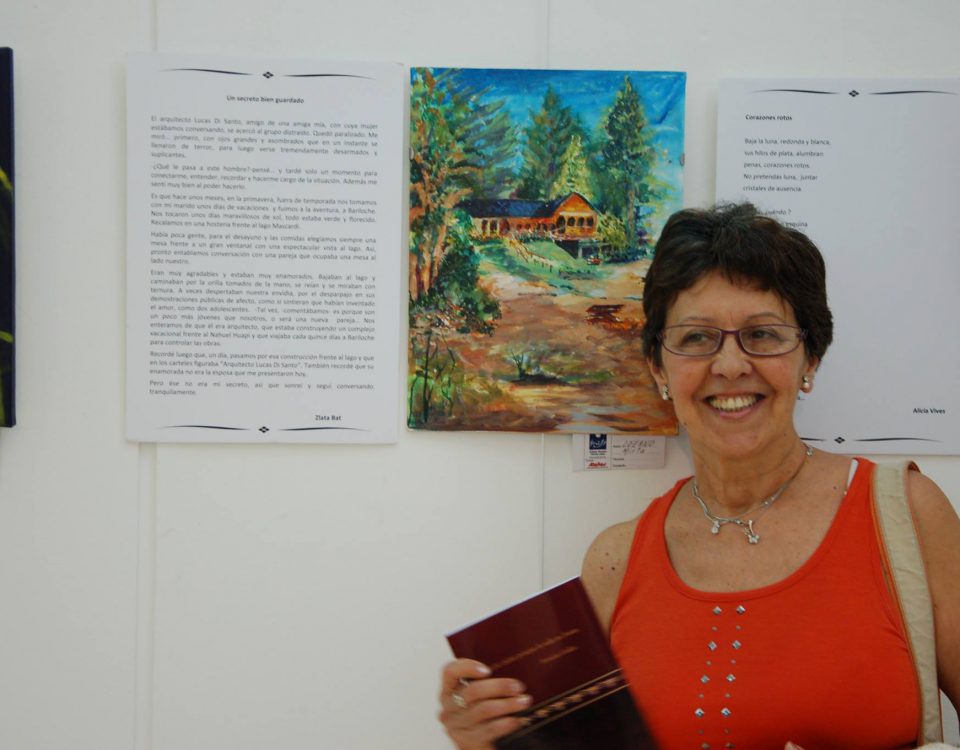 Un secreto bien guardado
El arquitecto Lucas Di Santo, amigo de una amiga mía, con cuya mujer
estábamos conversando, se acercó al grupo distraído. Quedé paralizado. Me
miró... primero, con ojos grandes y asombrados que en un instante se
llenaron de terror, para luego verse tremendamente desarmados y
suplicantes.
-¿Qué le pasa a este hombre?-pensé... y tardé solo un momento para
conectarme, entender, recordar y hacerme cargo de la situación. Además me
sentí muy bien al poder hacerlo.
Es que hace unos meses, en la primavera, fuera de temporada nos tomamos
con mi marido unos días de vacaciones y fuimos a la aventura, a Bariloche.
Nos tocaron unos días maravillosos de sol, todo estaba verde y florecido.
Recalamos en una hostería frente al lago Mascardi.
Había poca gente, para el desayuno y las comidas elegíamos siempre una
mesa frente a un gran ventanal con una espectacular vista al lago. Así,
pronto entablamos conversación con una pareja que ocupaba una mesa al
lado nuestro.
Eran muy agradables y estaban muy enamorados. Bajaban al lago y
caminaban por la orilla tomados de la mano, se reían y se miraban con
ternura. A veces despertaban nuestra envidia, por el desparpajo en sus
demostraciones públicas de afecto, como si sintieran que habían inventado
el amor, como dos adolescentes. -Tal vez, comentábamos- es porque son
un poco más jóvenes que nosotros, o será una nueva pareja... Nos
enteramos de que él era arquitecto, que estaba construyendo un complejo
vacacional frente al Nahuel Huapi y que viajaba cada quince días a Bariloche
para controlar las obras.
Recordé luego que, un día, pasamos por esa construcción frente al lago y que
en los carteles figuraba "Arquitecto Lucas Di Santo". También recordé que su
enamorada no era la esposa que me presentaron hoy.
Pero ése no era mi secreto, así que sonreí y seguí conversando
tranquilamente.
Zlata Bat
Corazones rotos
Baja la luna, redonda y blanca,
sus hilos de plata, alumbran
penas, corazones rotos.
No pretendas luna, juntar
cristales de ausencia.
cuándo ?
esquina
Alicia Vives